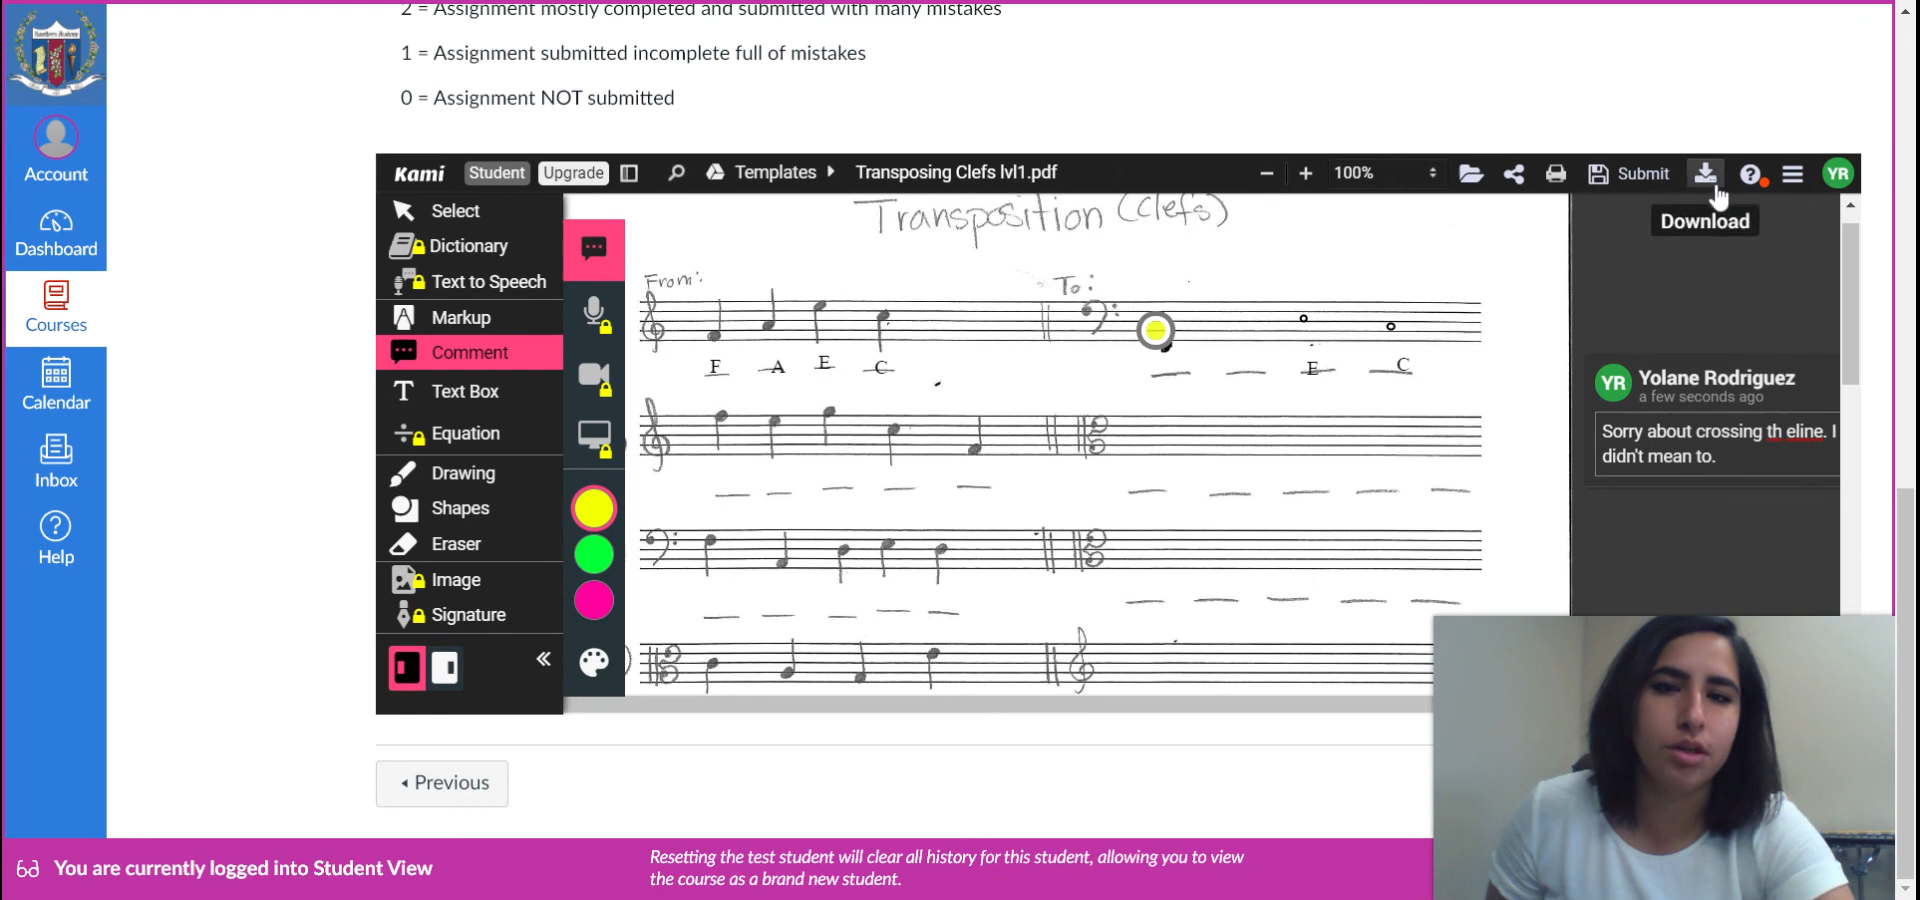 2 = Assignment mostly completed and submitted with many mistakes
1 = Assignment submitted incomplete full of mistakes
0 = Assignment NOT submitted
Account
Dashboard
Courses
Calendar
Inbox
Help
Kami Student Upgrade Templates Transposing Clefs lvl1.pdf 100% Submit YR
Download
Select
Dictionary
Text to Speech
Markup
Comment
Text Box
Equation
Drawing
Shapes
Eraser
Image
Signature
Transposition (Clefs)
From: To:
F A E C E C
YR Yolane Rodriguez
a few seconds ago
Sorry about crossing th eline. I
didn't mean to.
Previous
You are currently logged into Student View
Resetting the test student will clear all history for this student, allowing you to view
the course as a brand new student.